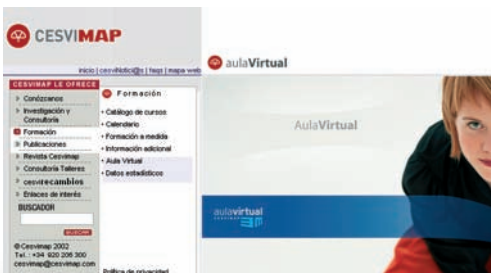 CESVIMAP
inicio | cesviNotici@s | faqs | mapa web
CESVIMAP LE OFRECE
Conózcanos
Investigación y
Consultoría
Formación
Publicaciones
Revista Cesvimap
Consultoría Talleres
cesvirecambios
Enlaces de interés
BUSCADOR
BUSCAR
© Cesvimap 2002
Tel.: +34 920 206 300
cesvimap@cesvimap.com
Formación
• Catálogo de cursos
• Calendario
• Formación a medida
• Información adicional
• Aula Virtual
• Datos estadísticos
Política de privacidad
aulaVirtual
AulaVirtual
aulavirtual